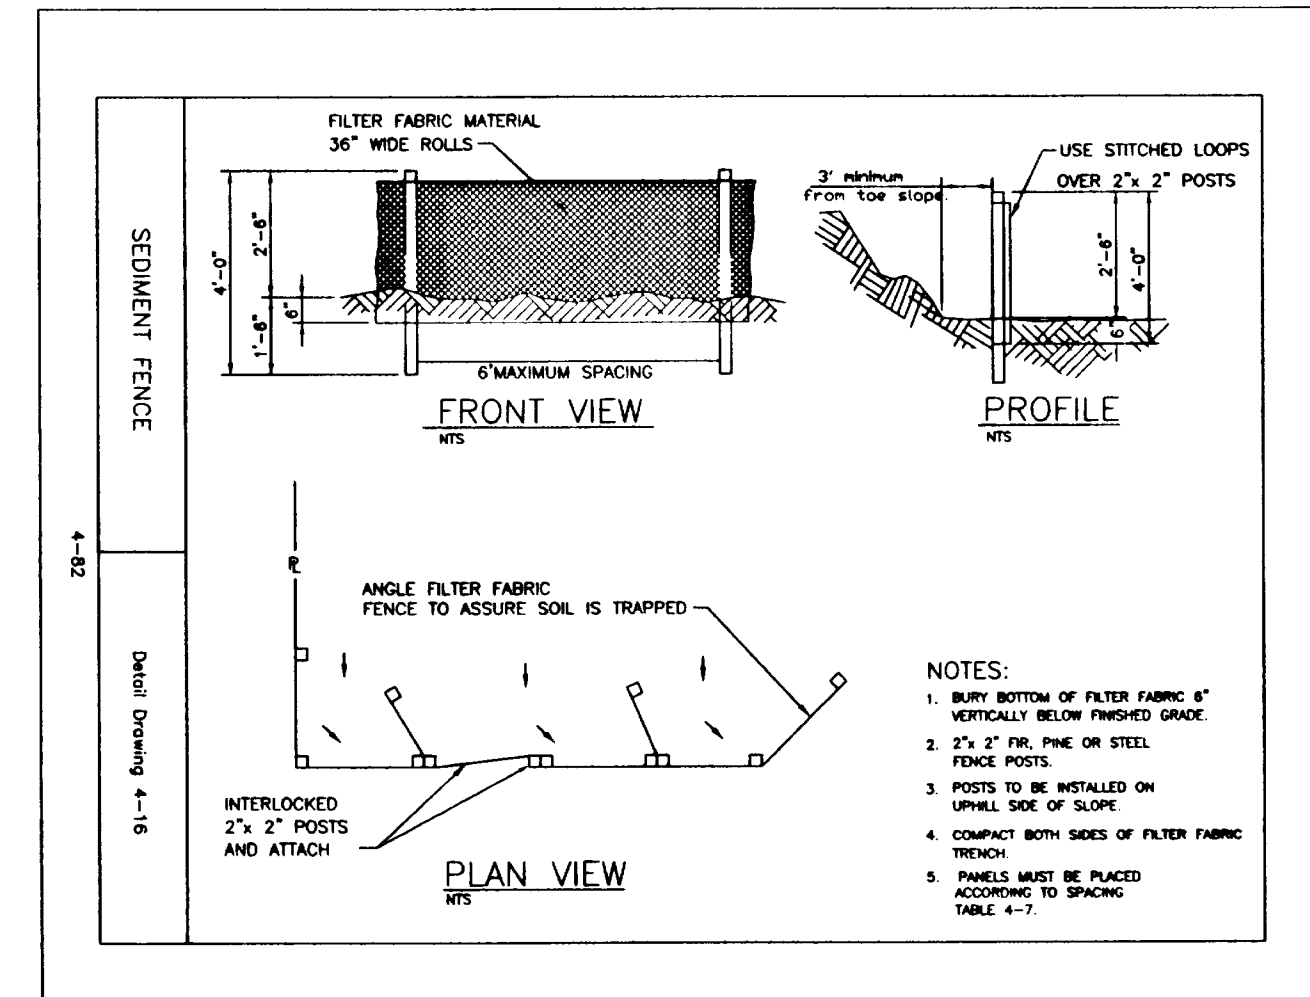 FILTER FABRIC MATERIAL
36" WIDE ROLLS
4'-0"
2'-6"
1'-6"
6"
6'MAXIMUM SPACING
FRONT VIEW
NTS
3' minimum
from toe slope.
USE STITCHED LOOPS
OVER 2"x 2" POSTS
2'-6"
4'-0"
6"
PROFILE
NTS
SEDIMENT FENCE
4-82
Detail Drawing 4-16
PL
ANGLE FILTER FABRIC
FENCE TO ASSURE SOIL IS TRAPPED
INTERLOCKED
2"x 2" POSTS
AND ATTACH
PLAN VIEW
NTS
NOTES:
1. BURY BOTTOM OF FILTER FABRIC 6"
VERTICALLY BELOW FINISHED GRADE.
2. 2"x 2" FIR, PINE OR STEEL
FENCE POSTS.
3. POSTS TO BE INSTALLED ON
UPHILL SIDE OF SLOPE.
4. COMPACT BOTH SIDES OF FILTER FABRIC
TRENCH.
5. PANELS MUST BE PLACED
ACCORDING TO SPACING
TABLE 4-7.